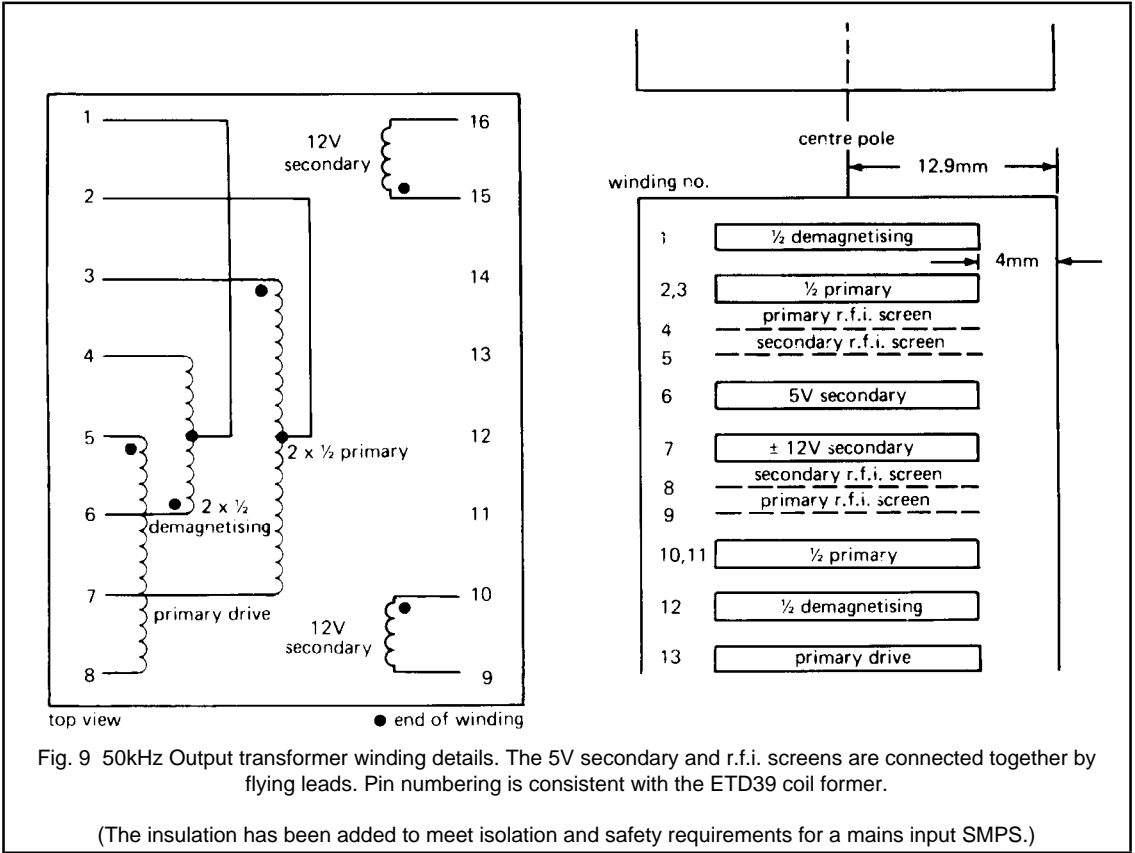 1
2
3
4
5
6
7
8
16
15
14
13
12
11
10
9
12V
secondary
2 x ½ primary
2 x ½
demagnetising
primary drive
12V
secondary
top view
● end of winding
centre pole
12.9mm
winding no.
4mm
1 ½ demagnetising
2,3 ½ primary
4 primary r.f.i. screen
5 secondary r.f.i. screen
6 5V secondary
7 ± 12V secondary
8 secondary r.f.i. screen
9 primary r.f.i. screen
10,11 ½ primary
12 ½ demagnetising
13 primary drive
Fig. 9 50kHz Output transformer winding details. The 5V secondary and r.f.i. screens are connected together by
flying leads. Pin numbering is consistent with the ETD39 coil former.
(The insulation has been added to meet isolation and safety requirements for a mains input SMPS.)